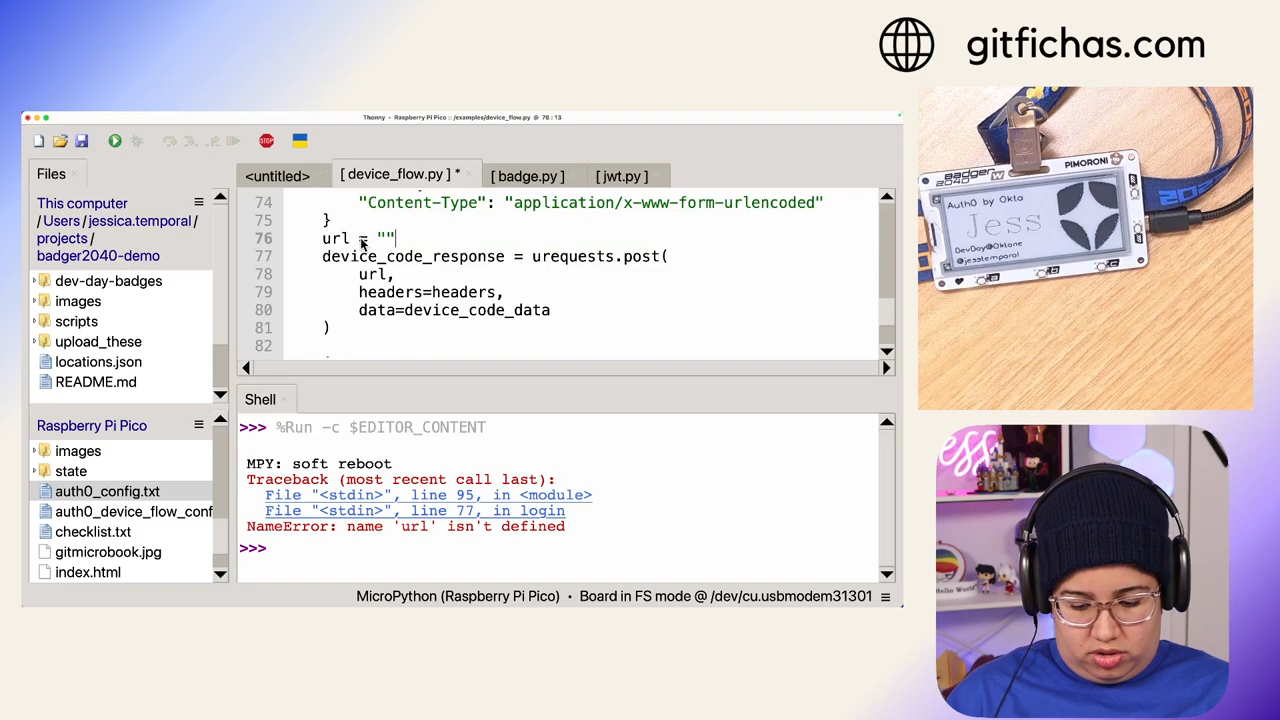 gitfichas.com
Thonny - Raspberry Pi Pico :: /examples/device_flow.py @ 76 : 13
Files
This computer
/ Users / jessica.temporal /
projects /
badger2040-demo
dev-day-badges
images
scripts
upload_these
locations.json
README.md
Raspberry Pi Pico
images
state
auth0_config.txt
auth0_device_flow_conf
checklist.txt
gitmicrobook.jpg
index.html
<untitled>
[ device_flow.py ] *
[ badge.py ]
[ jwt.py ]
74 "Content-Type": "application/x-www-form-urlencoded"
75 }
76 url = ""
77 device_code_response = urequests.post(
78 url,
79 headers=headers,
80 data=device_code_data
81 )
82
Shell
>>> %Run -c $EDITOR_CONTENT
MPY: soft reboot
Traceback (most recent call last):
File "<stdin>", line 95, in <module>
File "<stdin>", line 77, in login
NameError: name 'url' isn't defined
>>>
MicroPython (Raspberry Pi Pico) • Board in FS mode @ /dev/cu.usbmodem31301
STOP
PIMORONI
badger
2040 W
Auth0 by Okta
Jess
DevDay@Oktane
@jesstemporal
Hello World